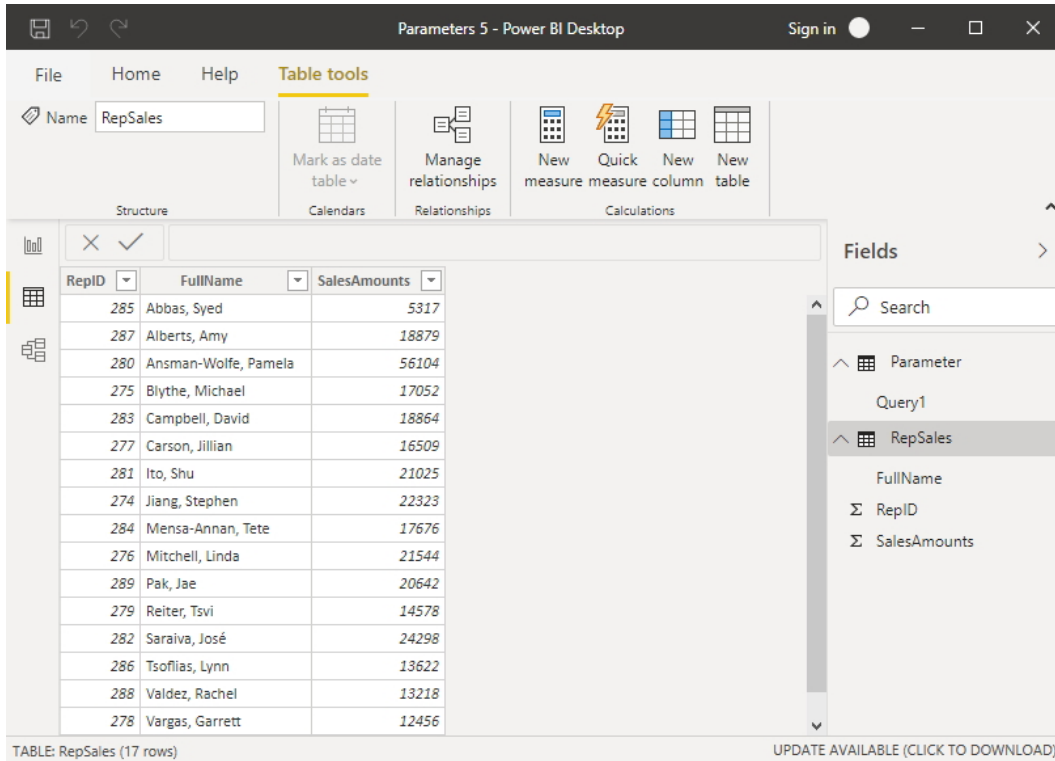 Parameters 5 - Power BI Desktop Sign in
File Home Help Table tools
Name RepSales
Mark as date table
Manage relationships
New measure
Quick measure
New column
New table
Structure Calendars Relationships Calculations
RepID FullName SalesAmounts
285 Abbas, Syed 5317
287 Alberts, Amy 18879
280 Ansman-Wolfe, Pamela 56104
275 Blythe, Michael 17052
283 Campbell, David 18864
277 Carson, Jillian 16509
281 Ito, Shu 21025
274 Jiang, Stephen 22323
284 Mensa-Annan, Tete 17676
276 Mitchell, Linda 21544
289 Pak, Jae 20642
279 Reiter, Tsvi 14578
282 Saraiva, José 24298
286 Tsoflias, Lynn 13622
288 Valdez, Rachel 13218
278 Vargas, Garrett 12456
Fields
Search
Parameter
Query1
RepSales
FullName
Σ RepID
Σ SalesAmounts
TABLE: RepSales (17 rows) UPDATE AVAILABLE (CLICK TO DOWNLOAD)